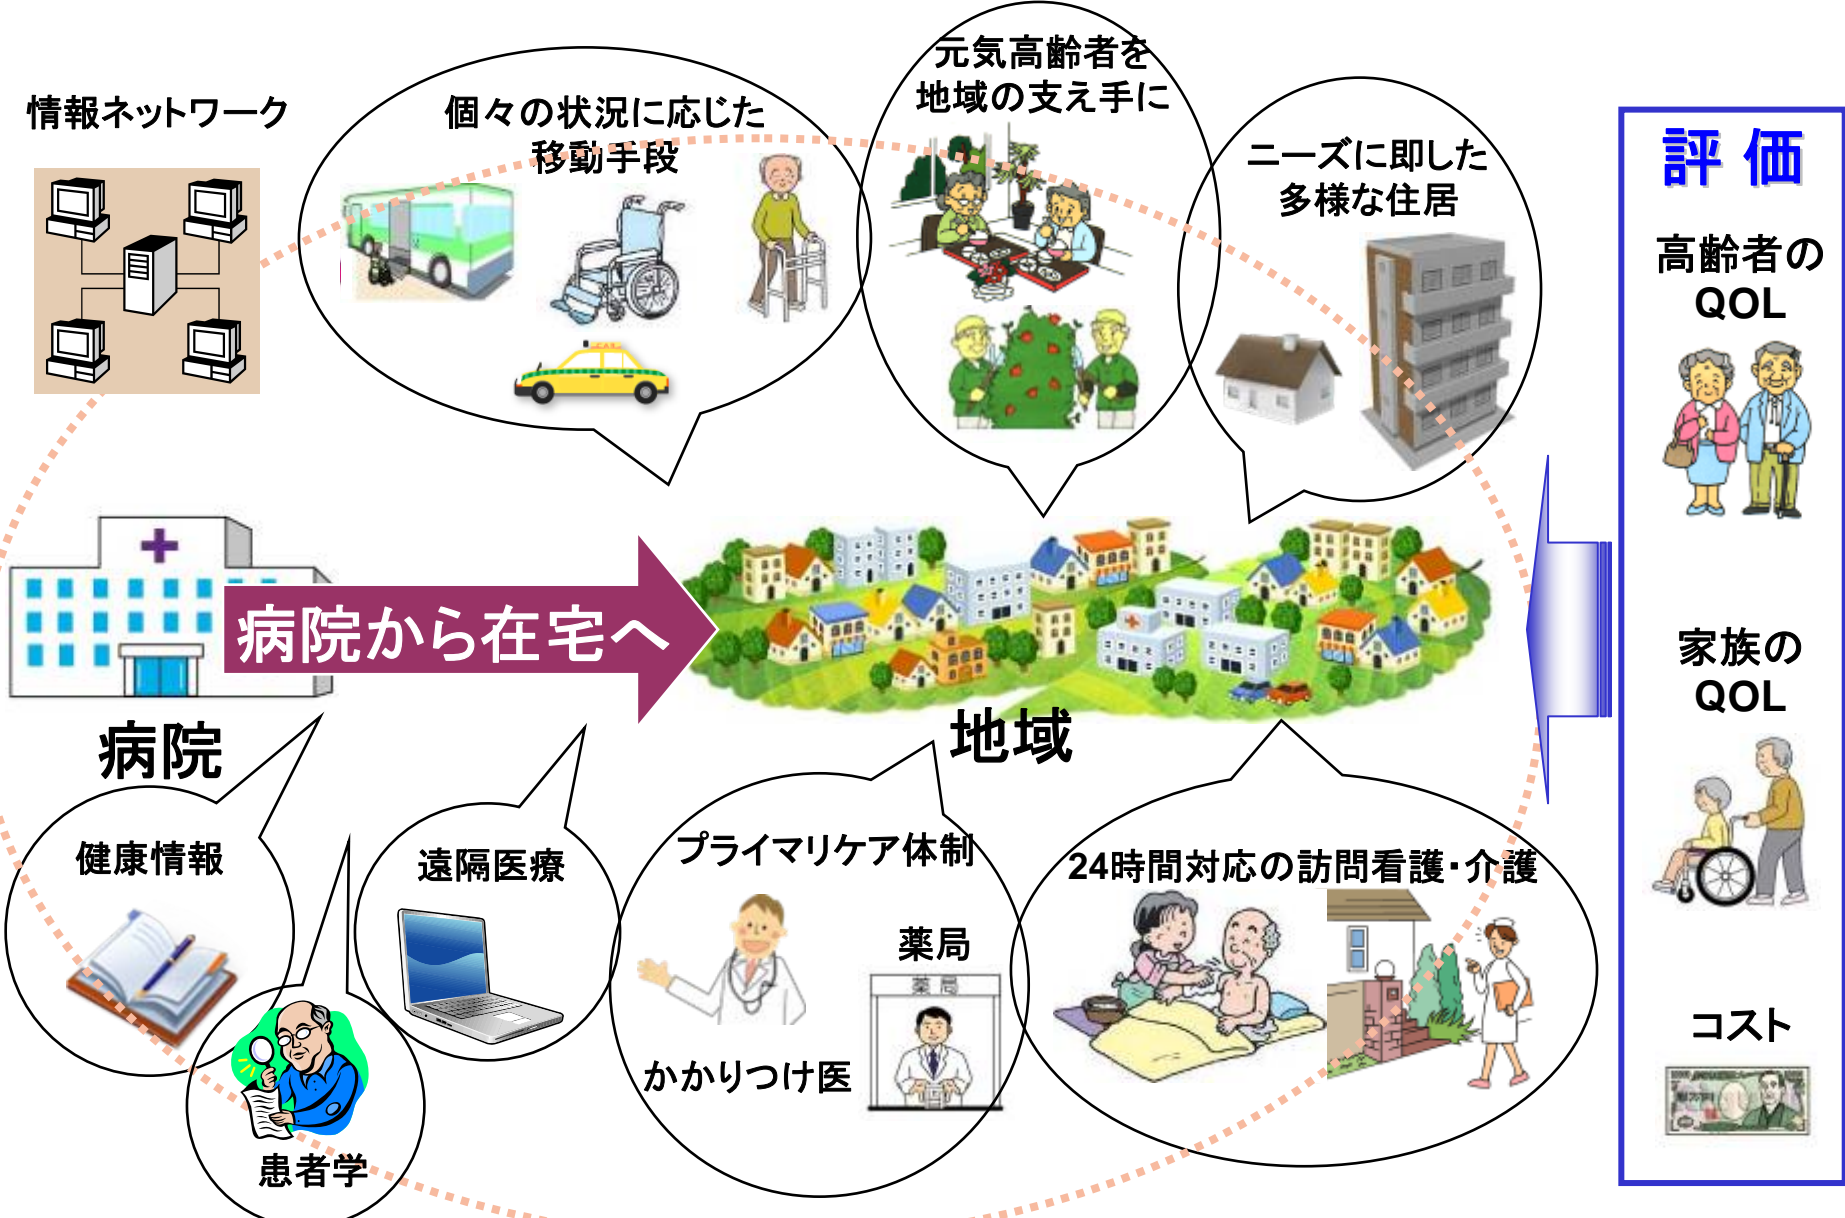 情報ネットワーク
個々の状況に応じた
移動手段
元気高齢者を
地域の支え手に
ニーズに即した
多様な住居
評価
高齢者の
QOL
家族の
QOL
コスト
病院から在宅へ
病院
地域
健康情報
患者学
遠隔医療
プライマリケア体制
かかりつけ医
薬局
薬局
24時間対応の訪問看護・介護